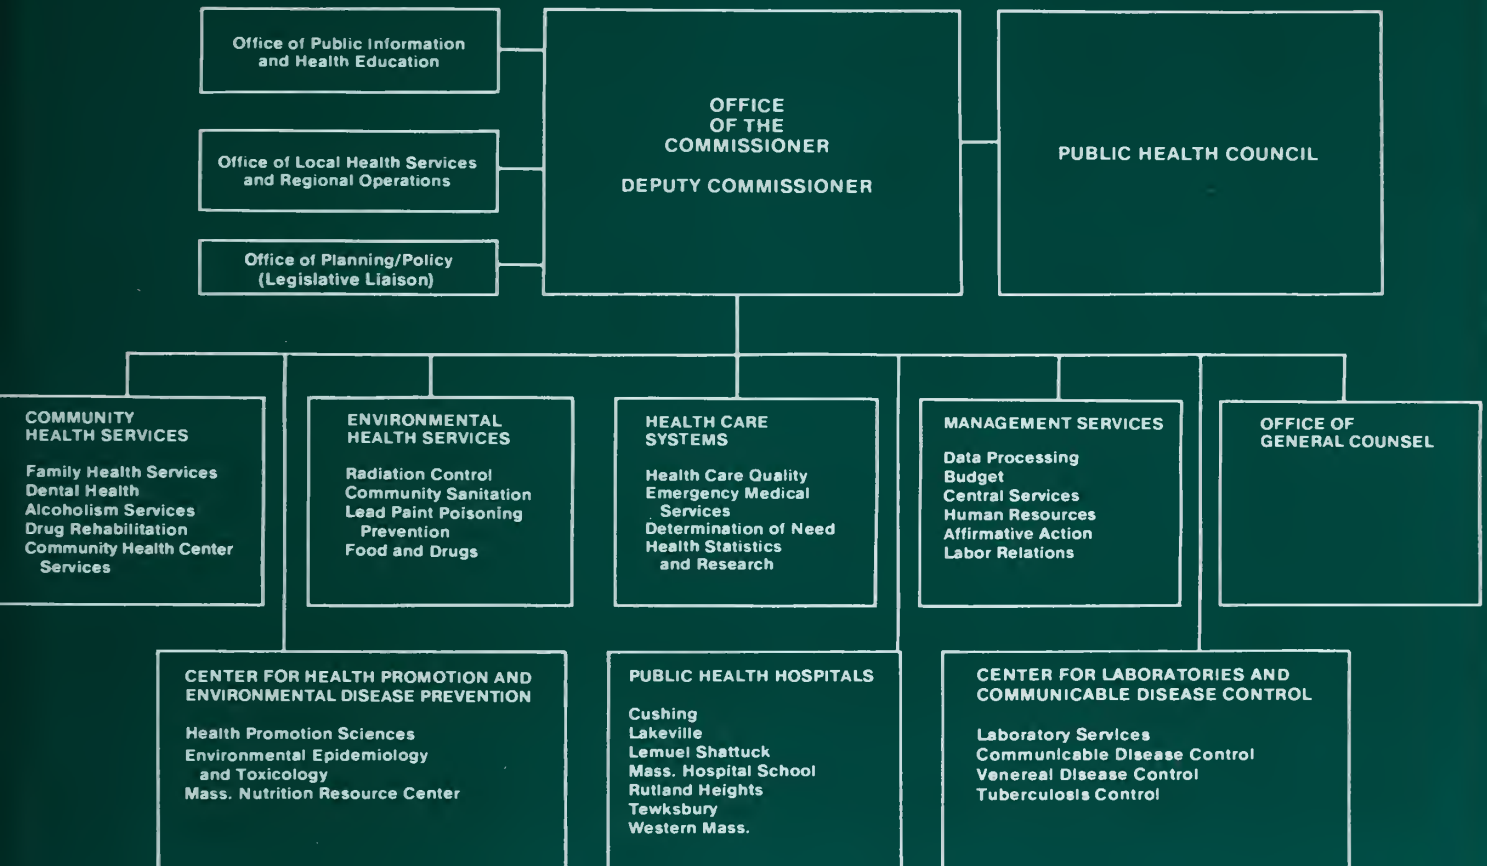 Office of Public Information
and Health Education
Office of Local Health Services
and Regional Operations
Office of Planning/Policy
(Legislative Liaison)
OFFICE
OF THE
COMMISSIONER
DEPUTY COMMISSIONER
PUBLIC HEALTH COUNCIL
COMMUNITY
HEALTH SERVICES
Family Health Services
Dental Health
Alcoholism Services
Drug Rehabilitation
Community Health Center
Services
ENVIRONMENTAL
HEALTH SERVICES
Radiation Control
Community Sanitation
Lead Paint Poisoning
Prevention
Food and Drugs
HEALTH CARE
SYSTEMS
Health Care Quality
Emergency Medical
Services
Determination of Need
Health Statistics
and Research
MANAGEMENT SERVICES
Data Processing
Budget
Central Services
Human Resources
Affirmative Action
Labor Relations
OFFICE OF
GENERAL COUNSEL
CENTER FOR HEALTH PROMOTION AND
ENVIRONMENTAL DISEASE PREVENTION
Health Promotion Sciences
Environmental Epidemiology
and Toxicology
Mass. Nutrition Resource Center
PUBLIC HEALTH HOSPITALS
Cushing
Lakeville
Lemuel Shattuck
Mass. Hospital School
Rutland Heights
Tewksbury
Western Mass.
CENTER FOR LABORATORIES AND
COMMUNICABLE DISEASE CONTROL
Laboratory Services
Communicable Disease Control
Venereal Disease Control
Tuberculosis Control